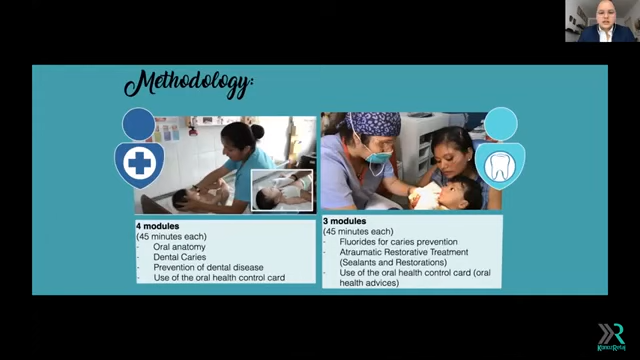 Methodology:
4 modules
(45 minutes each)
- Oral anatomy
- Dental Caries
- Prevention of dental disease
- Use of the oral health control card
3 modules
(45 minutes each)
- Fluorides for caries prevention
- Atraumatic Restorative Treatment
(Sealants and Restorations)
- Use of the oral health control card (oral
health advices)